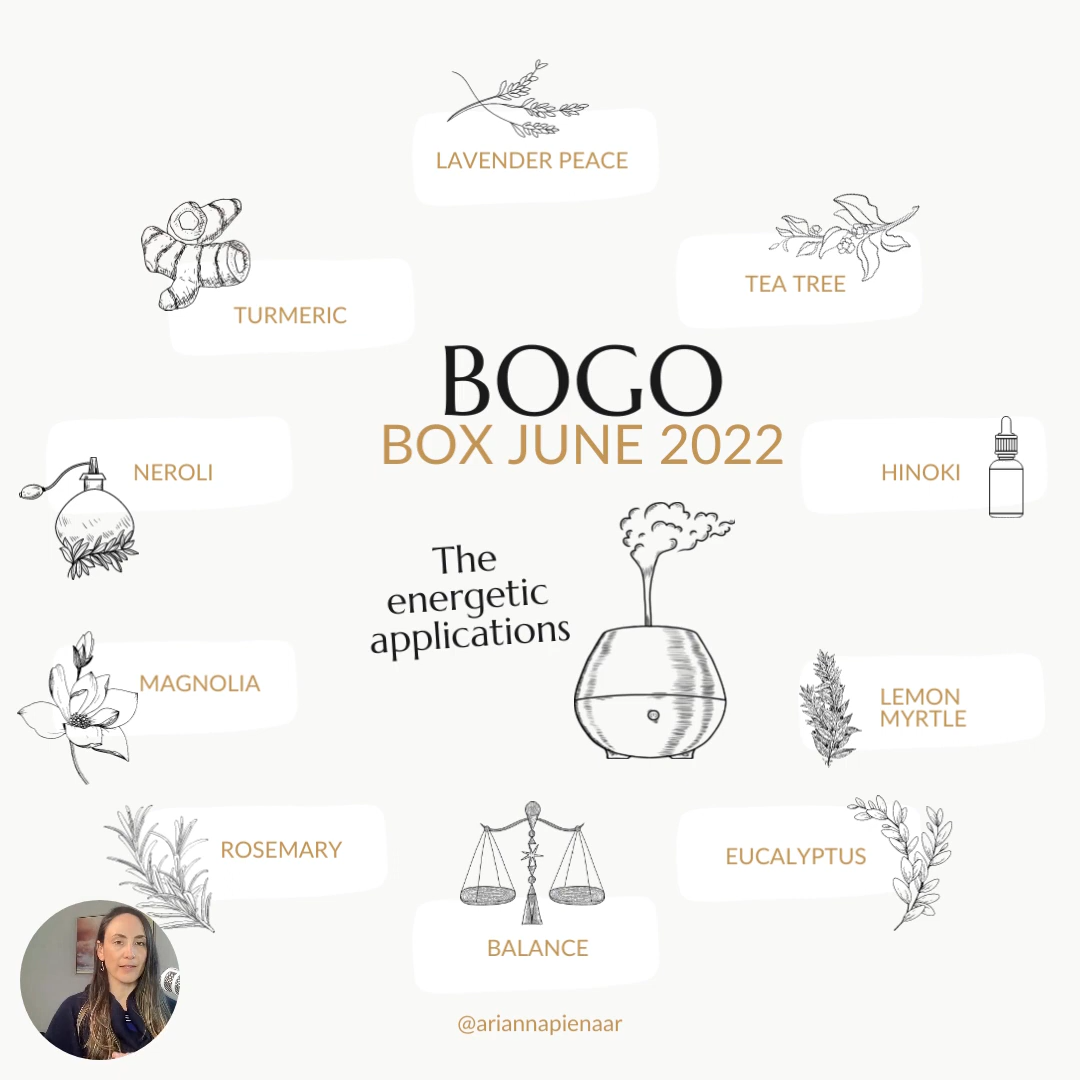 LAVENDER PEACE
TURMERIC
TEA TREE
BOGO
BOX JUNE 2022
NEROLI
HINOKI
The
energetic
applications
MAGNOLIA
LEMON
MYRTLE
ROSEMARY
EUCALYPTUS
BALANCE
@ariannapienaar